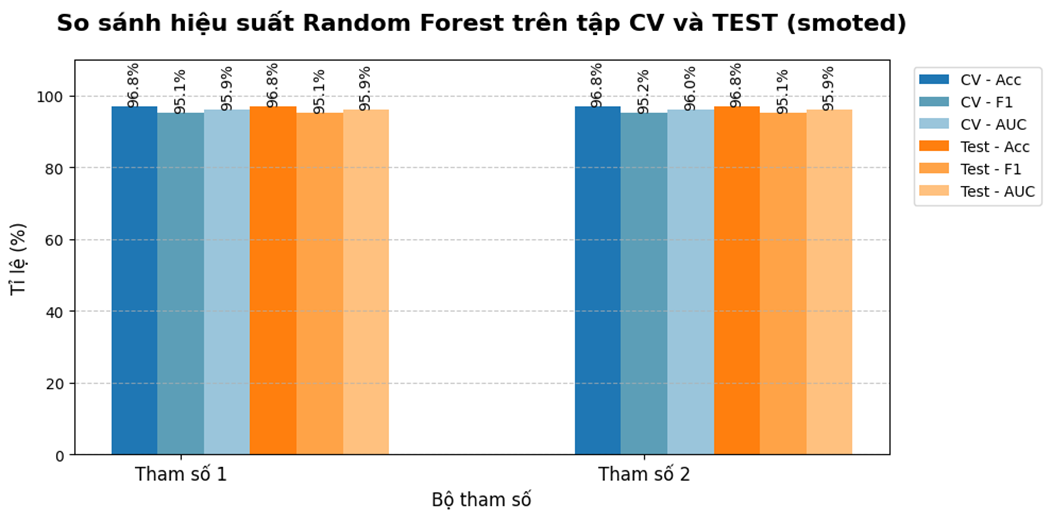 So sánh hiệu suất Random Forest trên tập CV và TEST (smoted)
96.8%
95.1%
95.9%
96.8%
95.1%
95.9%
96.8%
95.2%
96.0%
96.8%
95.1%
95.9%
CV - Acc
CV - F1
CV - AUC
Test - Acc
Test - F1
Test - AUC
100
80
60
40
20
0
Tỉ lệ (%)
Tham số 1
Tham số 2
Bộ tham số